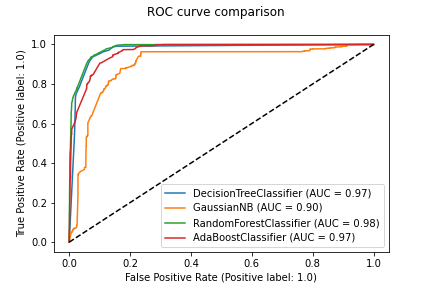 ROC curve comparison
True Positive Rate (Positive label: 1.0)
1.0
0.8
0.6
0.4
0.2
0.0
DecisionTreeClassifier (AUC = 0.97)
GaussianNB (AUC = 0.90)
RandomForestClassifier (AUC = 0.98)
AdaBoostClassifier (AUC = 0.97)
0.0 0.2 0.4 0.6 0.8 1.0
False Positive Rate (Positive label: 1.0)